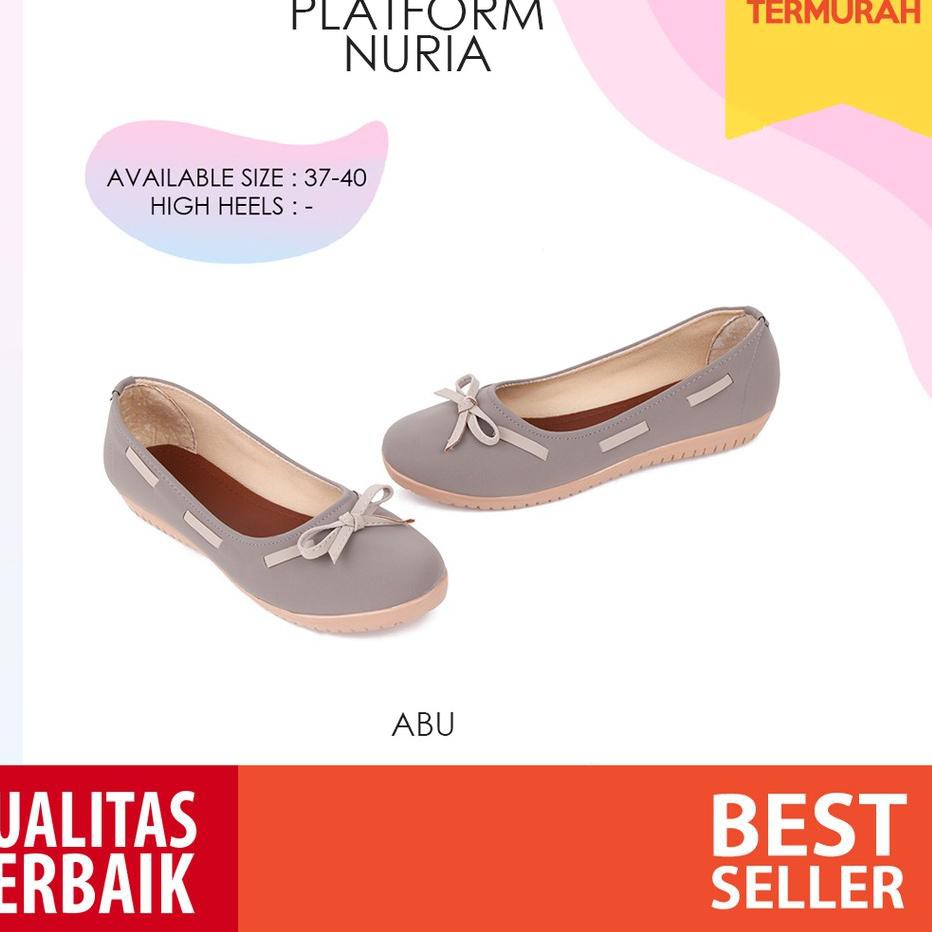 PLATFORM
NURIA
TERMURAH
AVAILABLE SIZE : 37-40
HIGH HEELS : -
ABU
UALITAS
ERBAIK
BEST
SELLER